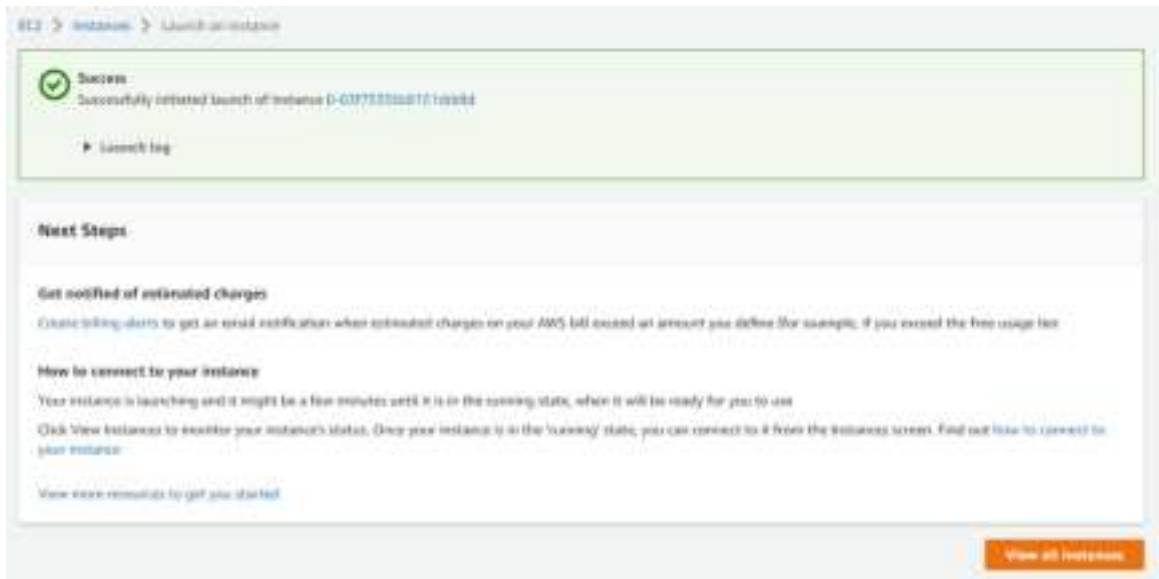 EC2 > Instances > Launch an instance
Success
Successfully initiated launch of instance
Launch log
Next Steps
Get notified of estimated charges
Create billing alerts to get an email notification when estimated charges on your AWS bill exceed an amount you define (for example, if you exceed the free usage tier
How to connect to your instance
Your instance is launching and it might be a few minutes until it is in the running state, when it will be ready for you to use
Click View Instances to monitor your instance's status. Once your instance is in the 'running' state, you can connect to it from the Instances screen. Find out how to connect to
your instance
View more resources to get you started
View all instances